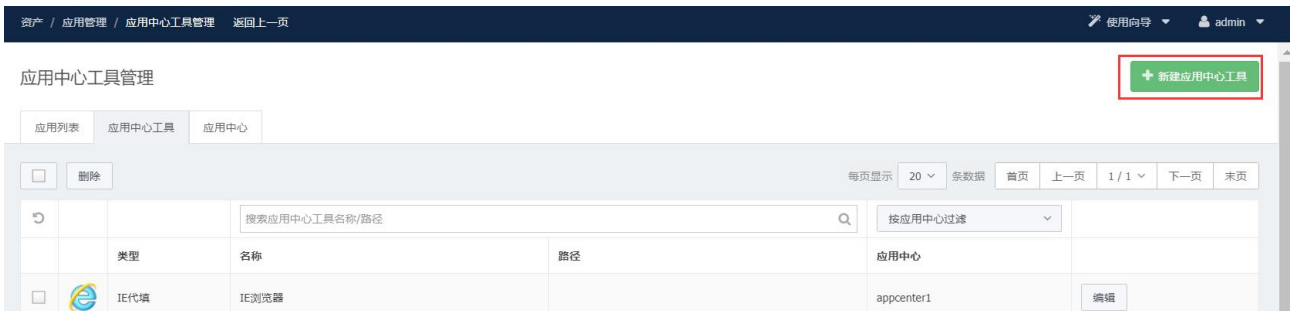 资产 / 应用管理 / 应用中心工具管理 返回上一页 使用向导 admin
应用中心工具管理 新建应用中心工具
应用列表 应用中心工具 应用中心
删除 每页显示 20 条数据 首页 上一页 1 / 1 下一页 末页
搜索应用中心工具名称/路径 按应用中心过滤
类型 名称 路径 应用中心
IE代填 IE浏览器 appcenter1 编辑